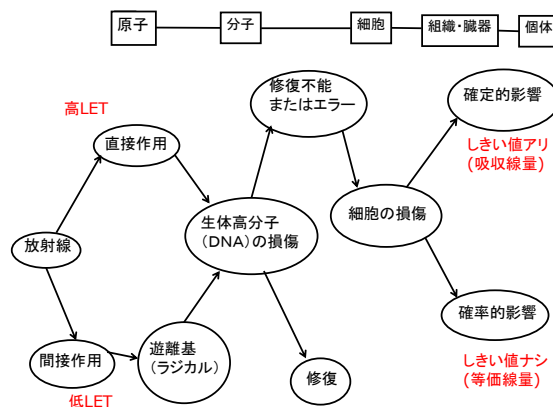 原子
分子
細胞
組織・臓器
個体
修復不能
またはエラー
確定的影響
高LET
しきい値アリ
(吸収線量)
直接作用
生体高分子
(DNA)の損傷
細胞の損傷
放射線
遊離基
(ラジカル)
確率的影響
間接作用
修復
しきい値ナシ
(等価線量)
低LET